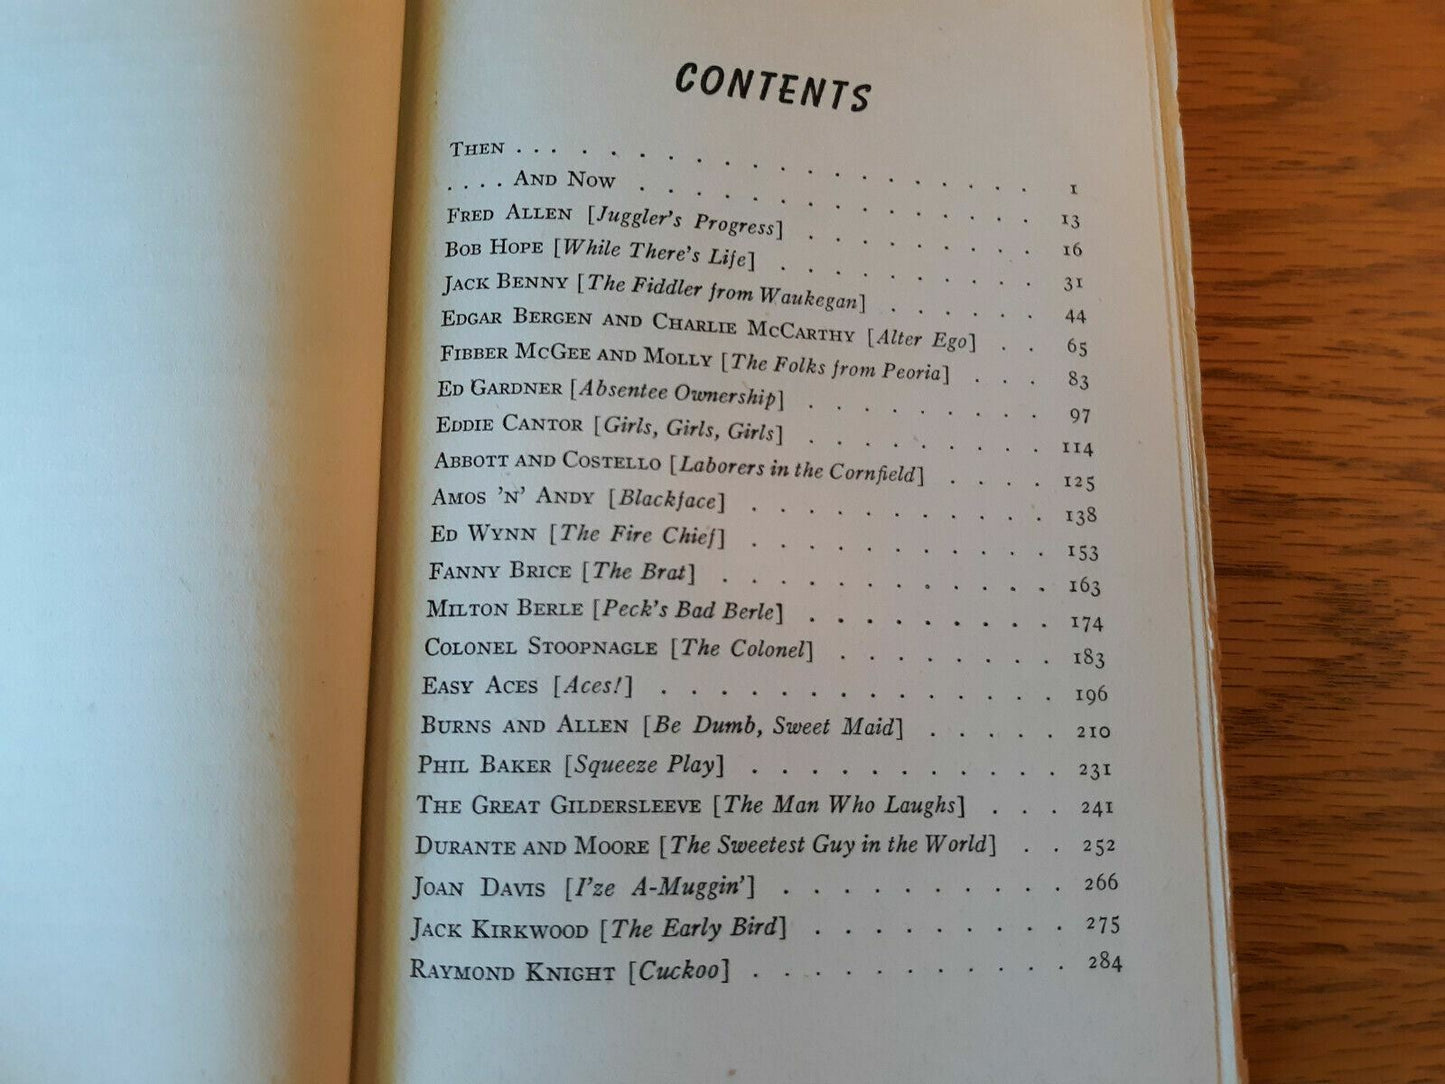 CONTENTS
THEN . . . . . . . . . . . . . . . . . . . 1
. . . . AND NOW . . . . . . . . . . . . . . 13
FRED ALLEN [Juggler's Progress] . . . . . . . . 16
BOB HOPE [While There's Life] . . . . . . . . . 31
JACK BENNY [The Fiddler from Waukegan] . . . . . . 44
EDGAR BERGEN AND CHARLIE MCCARTHY [Alter Ego] . . 65
FIBBER MCGEE AND MOLLY [The Folks from Peoria] . . . 83
ED GARDNER [Absentee Ownership] . . . . . . . . 97
EDDIE CANTOR [Girls, Girls, Girls] . . . . . . . . 114
ABBOTT AND COSTELLO [Laborers in the Cornfield] . . . . 125
AMOS 'N' ANDY [Blackface] . . . . . . . . . . . 138
ED WYNN [The Fire Chief] . . . . . . . . . . . 153
FANNY BRICE [The Brat] . . . . . . . . . . . . 163
MILTON BERLE [Peck's Bad Berle] . . . . . . . . . 174
COLONEL STOOPNAGLE [The Colonel] . . . . . . . . 183
EASY ACES [Aces!] . . . . . . . . . . . . . . 196
BURNS AND ALLEN [Be Dumb, Sweet Maid] . . . . . 210
PHIL BAKER [Squeeze Play] . . . . . . . . . . . 231
THE GREAT GILDERSLEEVE [The Man Who Laughs] . . . 241
DURANTE AND MOORE [The Sweetest Guy in the World] . . 252
JOAN DAVIS [I'ze A-Muggin'] . . . . . . . . . . 266
JACK KIRKWOOD [The Early Bird] . . . . . . . . . 275
RAYMOND KNIGHT [Cuckoo] . . . . . . . . . . . 284